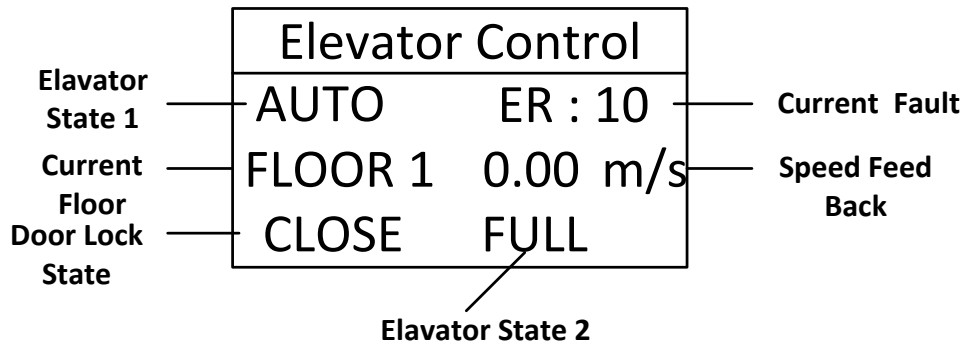 Elevator Control
Elavator
State 1
AUTO
ER : 10
Current Fault
Current
Floor
FLOOR 1
0.00 m/s
Speed Feed
Back
Door Lock
State
CLOSE
FULL
Elavator State 2